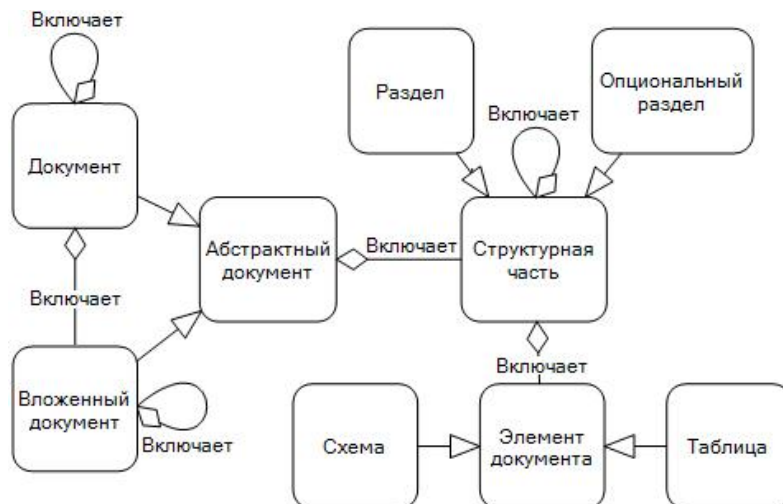 Включает
Документ
Включает
Вложенный
документ
Включает
Абстрактный
документ
Включает
Раздел
Опциональный
раздел
Включает
Структурная
часть
Включает
Схема
Элемент
документа
Таблица